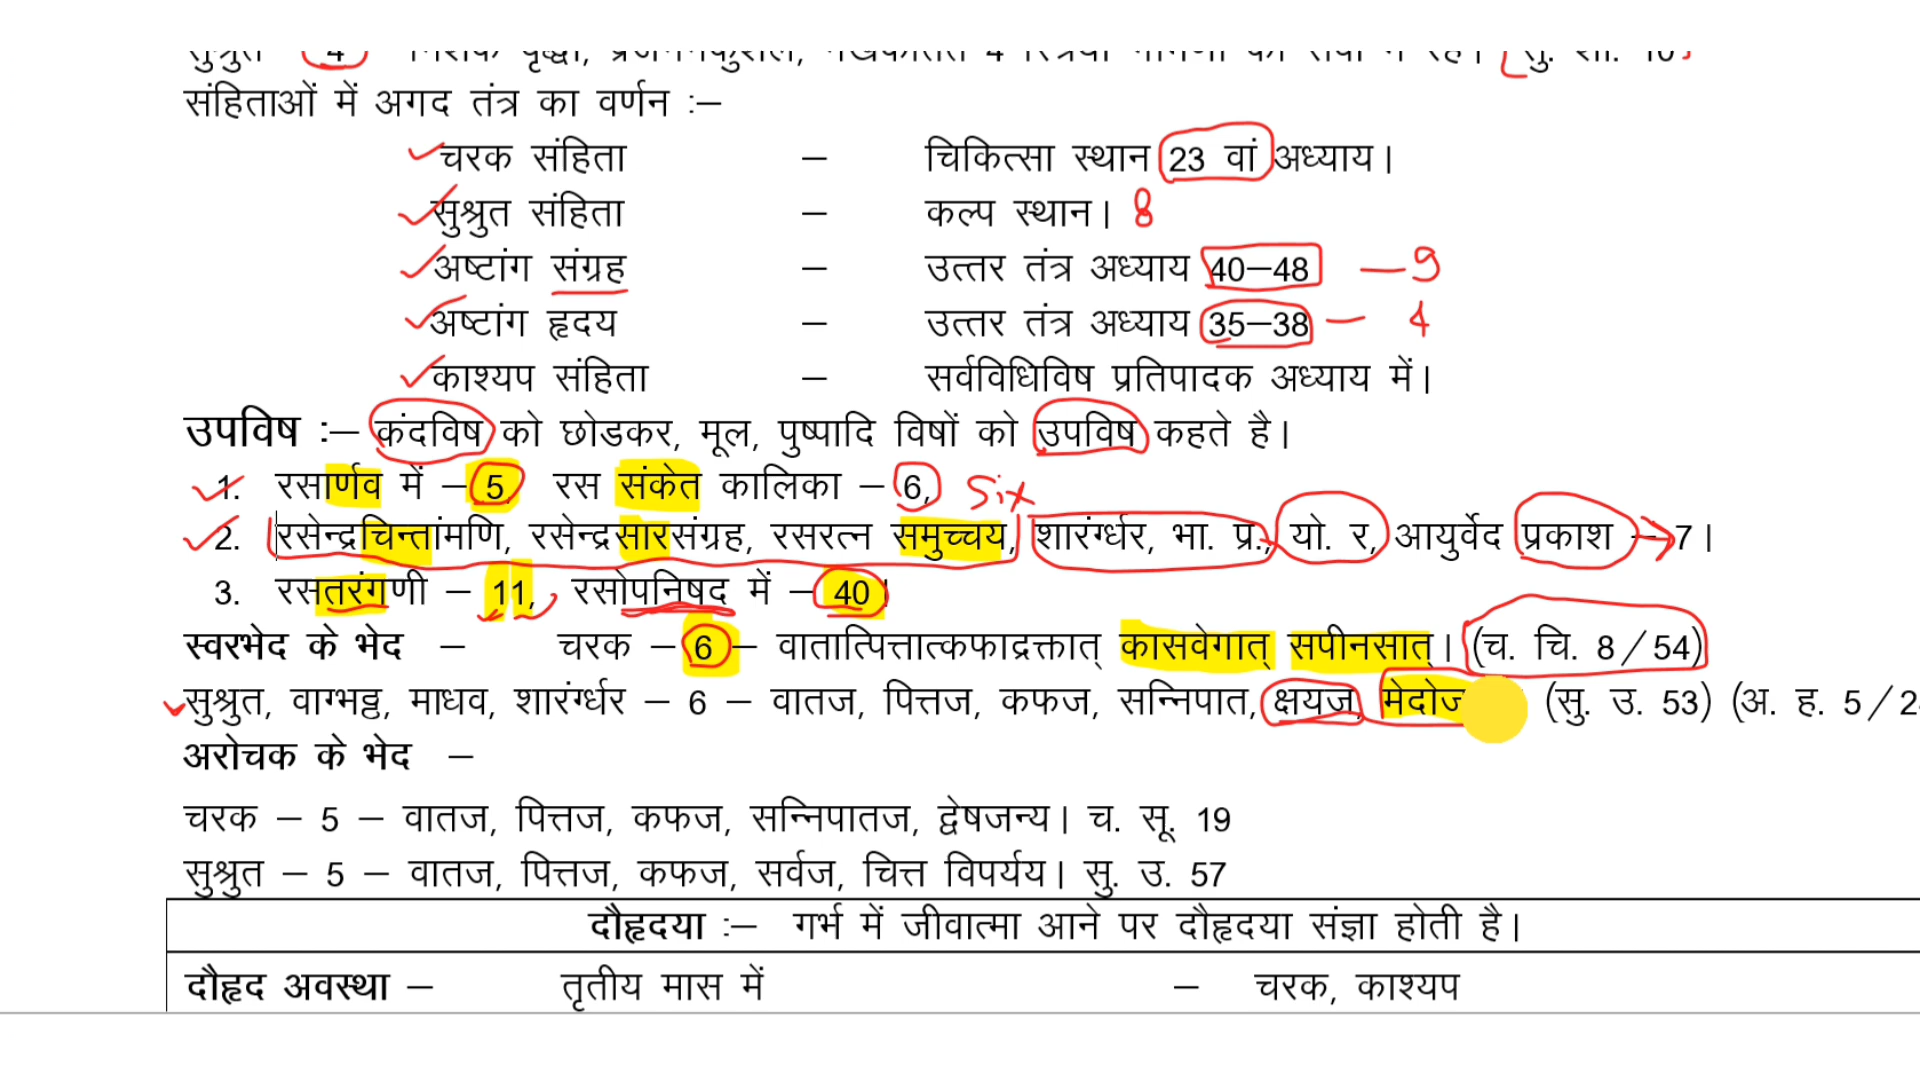 सुश्रुत 4
संहिताओं में अगद तंत्र का वर्णन :–
चरक संहिता – चिकित्सा स्थान 23 वां अध्याय।
सुश्रुत संहिता – कल्प स्थान। 8
अष्टांग संग्रह – उत्तर तंत्र अध्याय 40–48 – 9
अष्टांग हृदय – उत्तर तंत्र अध्याय 35–38 – 4
काश्यप संहिता – सर्वविधिविष प्रतिपादक अध्याय में।
उपविष :– कंदविष को छोडकर, मूल, पुष्पादि विषों को उपविष कहते है।
1. रसार्णव में – 5, रस संकेत कालिका – 6, Six
2. रसेन्द्रचिन्तांमणि, रसेन्द्रसारसंग्रह, रसरत्न समुच्चय, शारंर्ग्धर, भा. प्र., यो. र, आयुर्वेद प्रकाश – 7।
3. रसतरंगणी – 11, रसोपनिषद में – 40।
स्वरभेद के भेद – चरक – 6 – वातात्पित्तात्कफाद्रक्तात् कासवेगात् सपीनसात्। (च. चि. 8/54)
सुश्रुत, वाग्भठ्ठ, माधव, शारंर्ग्धर – 6 – वातज, पित्तज, कफज, सन्निपात, क्षयज, मेदोज (सु. उ. 53) (अ. ह. 5/2
अरोचक के भेद –
चरक – 5 – वातज, पित्तज, कफज, सन्निपातज, द्वेषजन्य। च. सू. 19
सुश्रुत – 5 – वातज, पित्तज, कफज, सर्वज, चित्त विपर्यय। सु. उ. 57
दौहृदया :– गर्भ में जीवात्मा आने पर दौहृदया संज्ञा होती है।
दौहृद अवस्था – तृतीय मास में – चरक, काश्यप